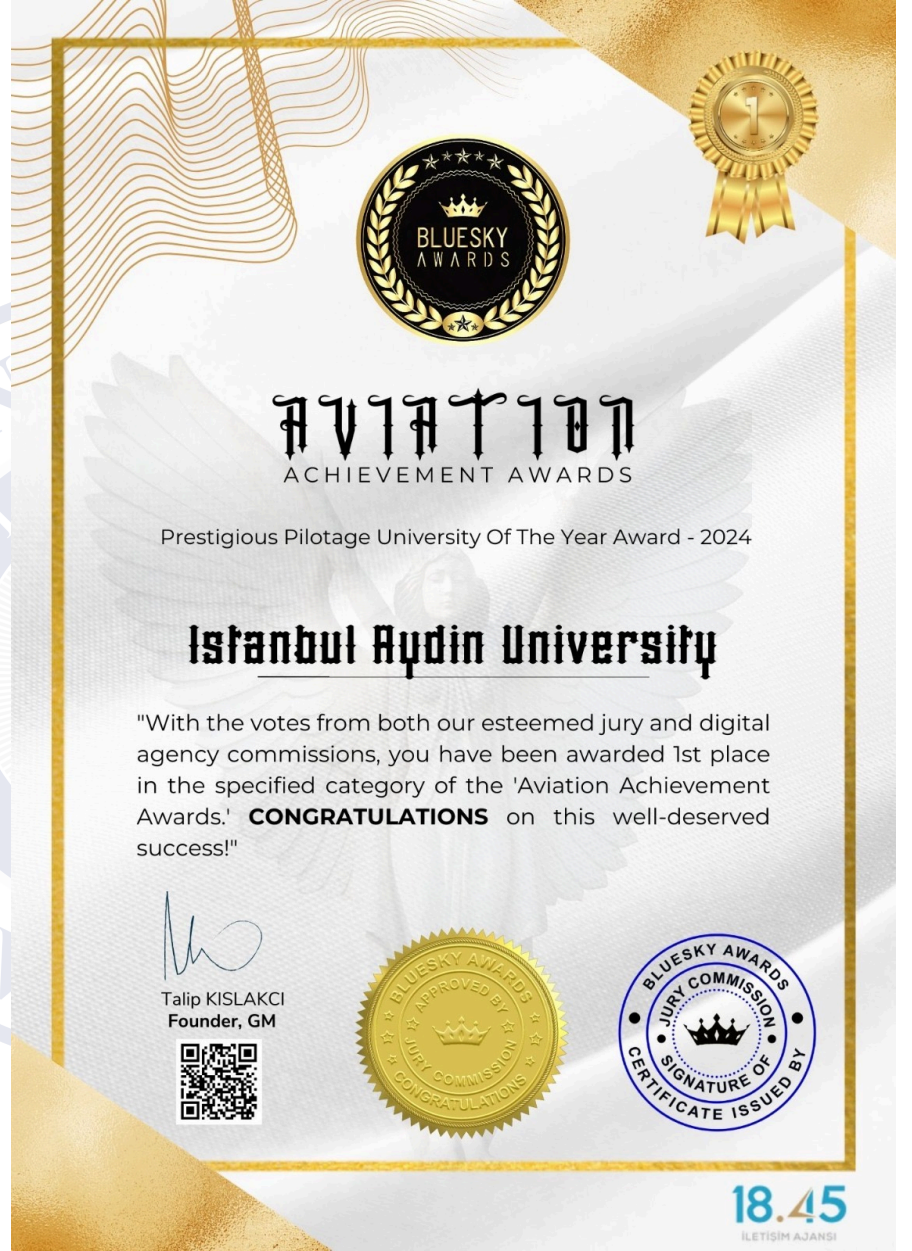 1
BLUESKY
AWARDS
AVIATION
ACHIEVEMENT AWARDS
Prestigious Pilotage University Of The Year Award - 2024
Istanbul Aydin University
"With the votes from both our esteemed jury and digital
agency commissions, you have been awarded 1st place
in the specified category of the 'Aviation Achievement
Awards.' CONGRATULATIONS on this well-deserved
success!"
Talip KISLAKCI
Founder, GM
BLUESKY AWARDS
APPROVED BY
JURY COMMISSION
CONGRATULATIONS
BLUESKY AWARDS
JURY COMMISSION
SIGNATURE OF
CERTIFICATE ISSUED BY
18.45
İLETİŞİM AJANSI